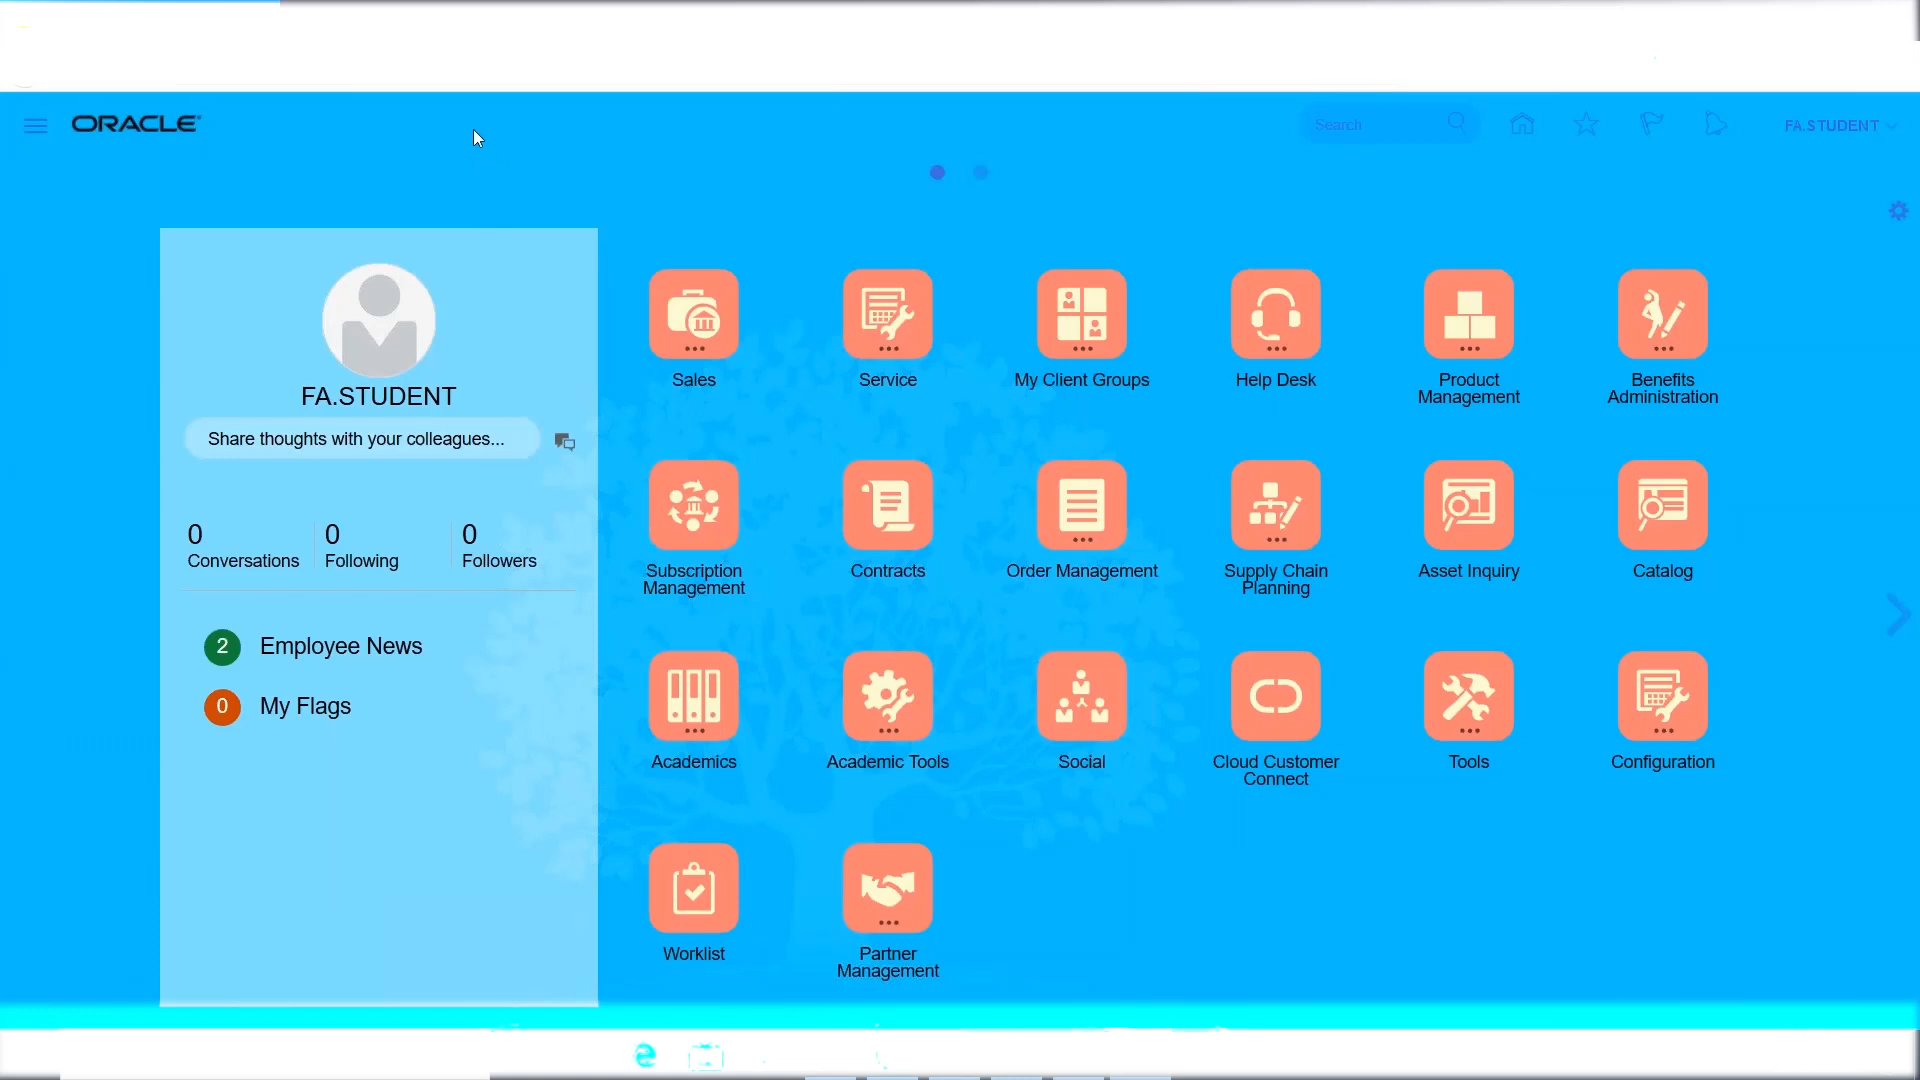 ORACLE
Search
FA.STUDENT
FA.STUDENT
Share thoughts with your colleagues...
0
Conversations
0
Following
0
Followers
2
Employee News
0
My Flags
Sales
Service
My Client Groups
Help Desk
Product
Management
Benefits
Administration
Subscription
Management
Contracts
Order Management
Supply Chain
Planning
Asset Inquiry
Catalog
Academics
Academic Tools
Social
Cloud Customer
Connect
Tools
Configuration
Worklist
Partner
Management